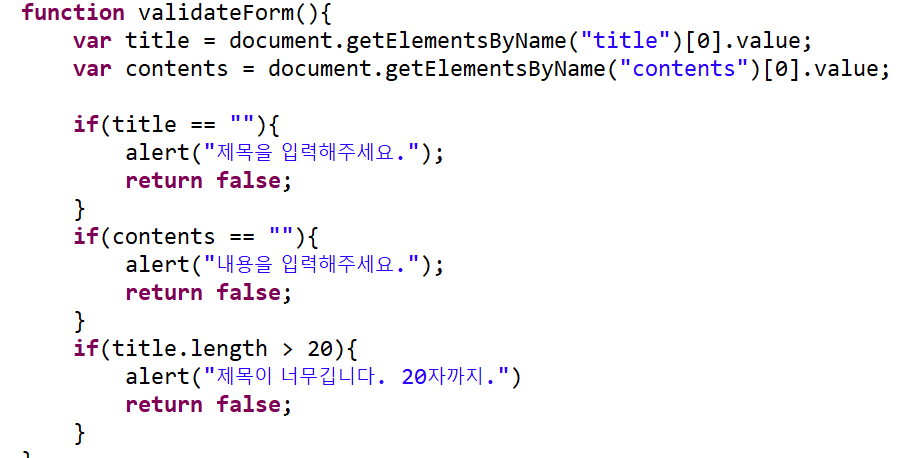 function validateForm(){
    var title = document.getElementsByName("title")[0].value;
    var contents = document.getElementsByName("contents")[0].value;

    if(title == ""){
        alert("제목을 입력해주세요.");
        return false;
    }
    if(contents == ""){
        alert("내용을 입력해주세요.");
        return false;
    }
    if(title.length > 20){
        alert("제목이 너무깁니다. 20자까지.")
        return false;
    }